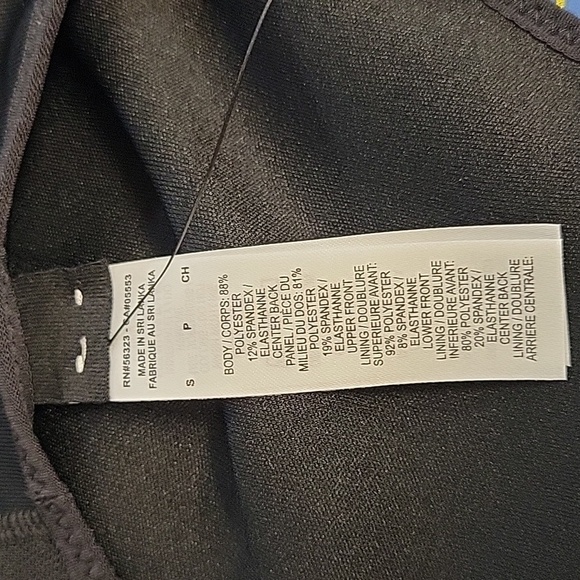 RN#56323 - CA#05553
MADE IN SRI LANKA
FABRIQUE AU SRI LANKA
S P CH
BODY / CORPS: 88%
POLYESTER
12% SPANDEX /
ELASTHANNE
CENTER BACK
PANEL / PIÈCE DU
MILIEU DU DOS: 81%
POLYESTER
19% SPANDEX /
ELASTHANNE
UPPER FRONT
LINING / DOUBLURE
SUPERIEURE AVANT:
92% POLYESTER
8% SPANDEX /
ELASTHANNE
LOWER FRONT
LINING / DOUBLURE
INFERIEURE AVANT:
80% POLYESTER
20% SPANDEX /
ELASTHANNE
CENTER BACK
LINING / DOUBLURE
ARRIERE CENTRALE: